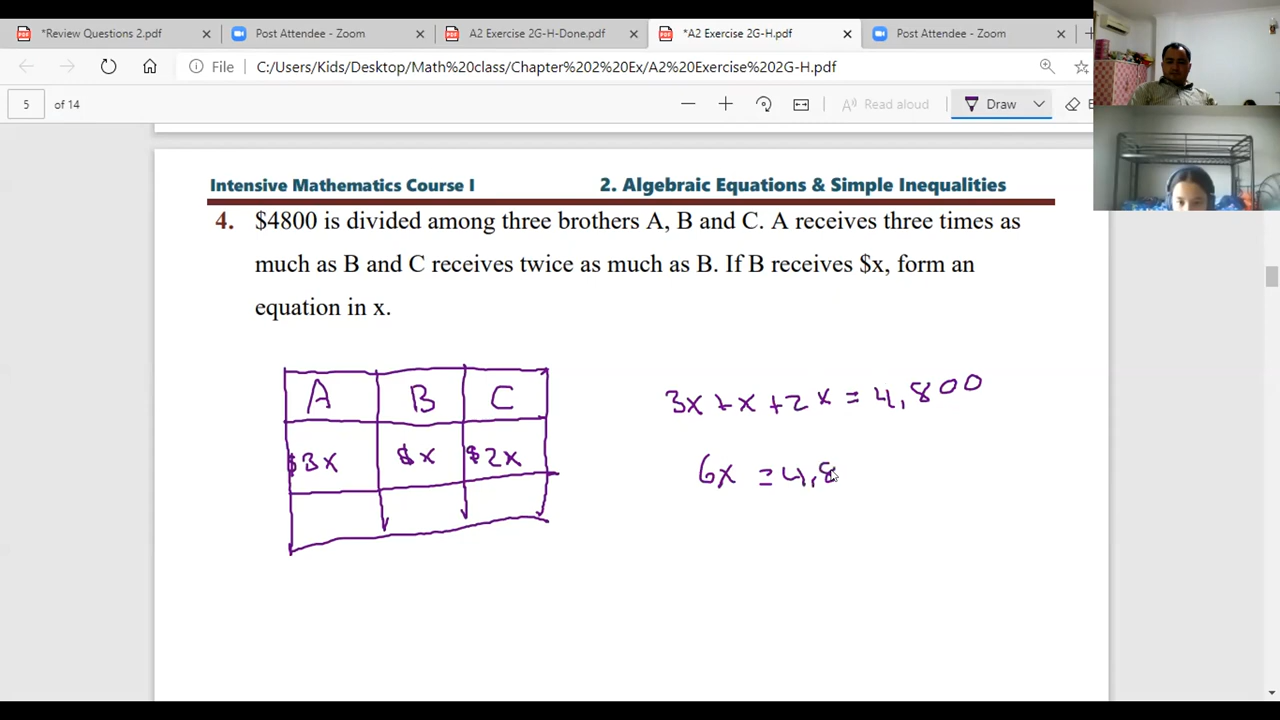 *Review Questions 2.pdf
Post Attendee - Zoom
A2 Exercise 2G-H-Done.pdf
*A2 Exercise 2G-H.pdf
Post Attendee - Zoom
File C:/Users/Kids/Desktop/Math%20class/Chapter%202%20Ex/A2%20Exercise%202G-H.pdf
5 of 14
Read aloud
Draw
Intensive Mathematics Course I
2. Algebraic Equations & Simple Inequalities
4. $4800 is divided among three brothers A, B and C. A receives three times as
much as B and C receives twice as much as B. If B receives $x, form an
equation in x.
A B C
$3x $x $2x
3x + x + 2x = 4,800
6x = 4,8